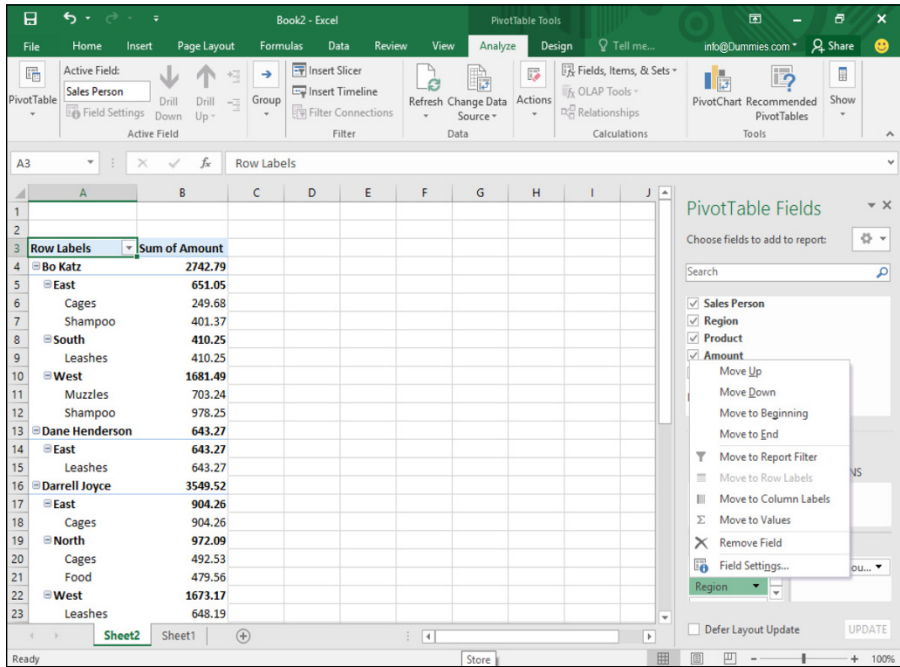 Book2 - Excel
PivotTable Tools
File Home Insert Page Layout Formulas Data Review View Analyze Design Tell me... info@Dummies.com Share
PivotTable
Active Field:
Sales Person
Field Settings
Drill Down
Drill Up
Active Field
Group
Insert Slicer
Insert Timeline
Filter Connections
Filter
Refresh
Change Data Source
Data
Actions
Fields, Items, & Sets
OLAP Tools
Relationships
Calculations
PivotChart
Recommended PivotTables
Tools
Show
A3 fx Row Labels
A B C D E F G H I J
1
2
3 Row Labels Sum of Amount
4 Bo Katz 2742.79
5 East 651.05
6 Cages 249.68
7 Shampoo 401.37
8 South 410.25
9 Leashes 410.25
10 West 1681.49
11 Muzzles 703.24
12 Shampoo 978.25
13 Dane Henderson 643.27
14 East 643.27
15 Leashes 643.27
16 Darrell Joyce 3549.52
17 East 904.26
18 Cages 904.26
19 North 972.09
20 Cages 492.53
21 Food 479.56
22 West 1673.17
23 Leashes 648.19
PivotTable Fields
Choose fields to add to report:
Search
Sales Person
Region
Product
Amount
Move Up
Move Down
Move to Beginning
Move to End
Move to Report Filter
Move to Row Labels
Move to Column Labels
Move to Values
Remove Field
Field Settings...
NS
ou...
Region
Defer Layout Update UPDATE
Sheet2 Sheet1
Ready Store 100%